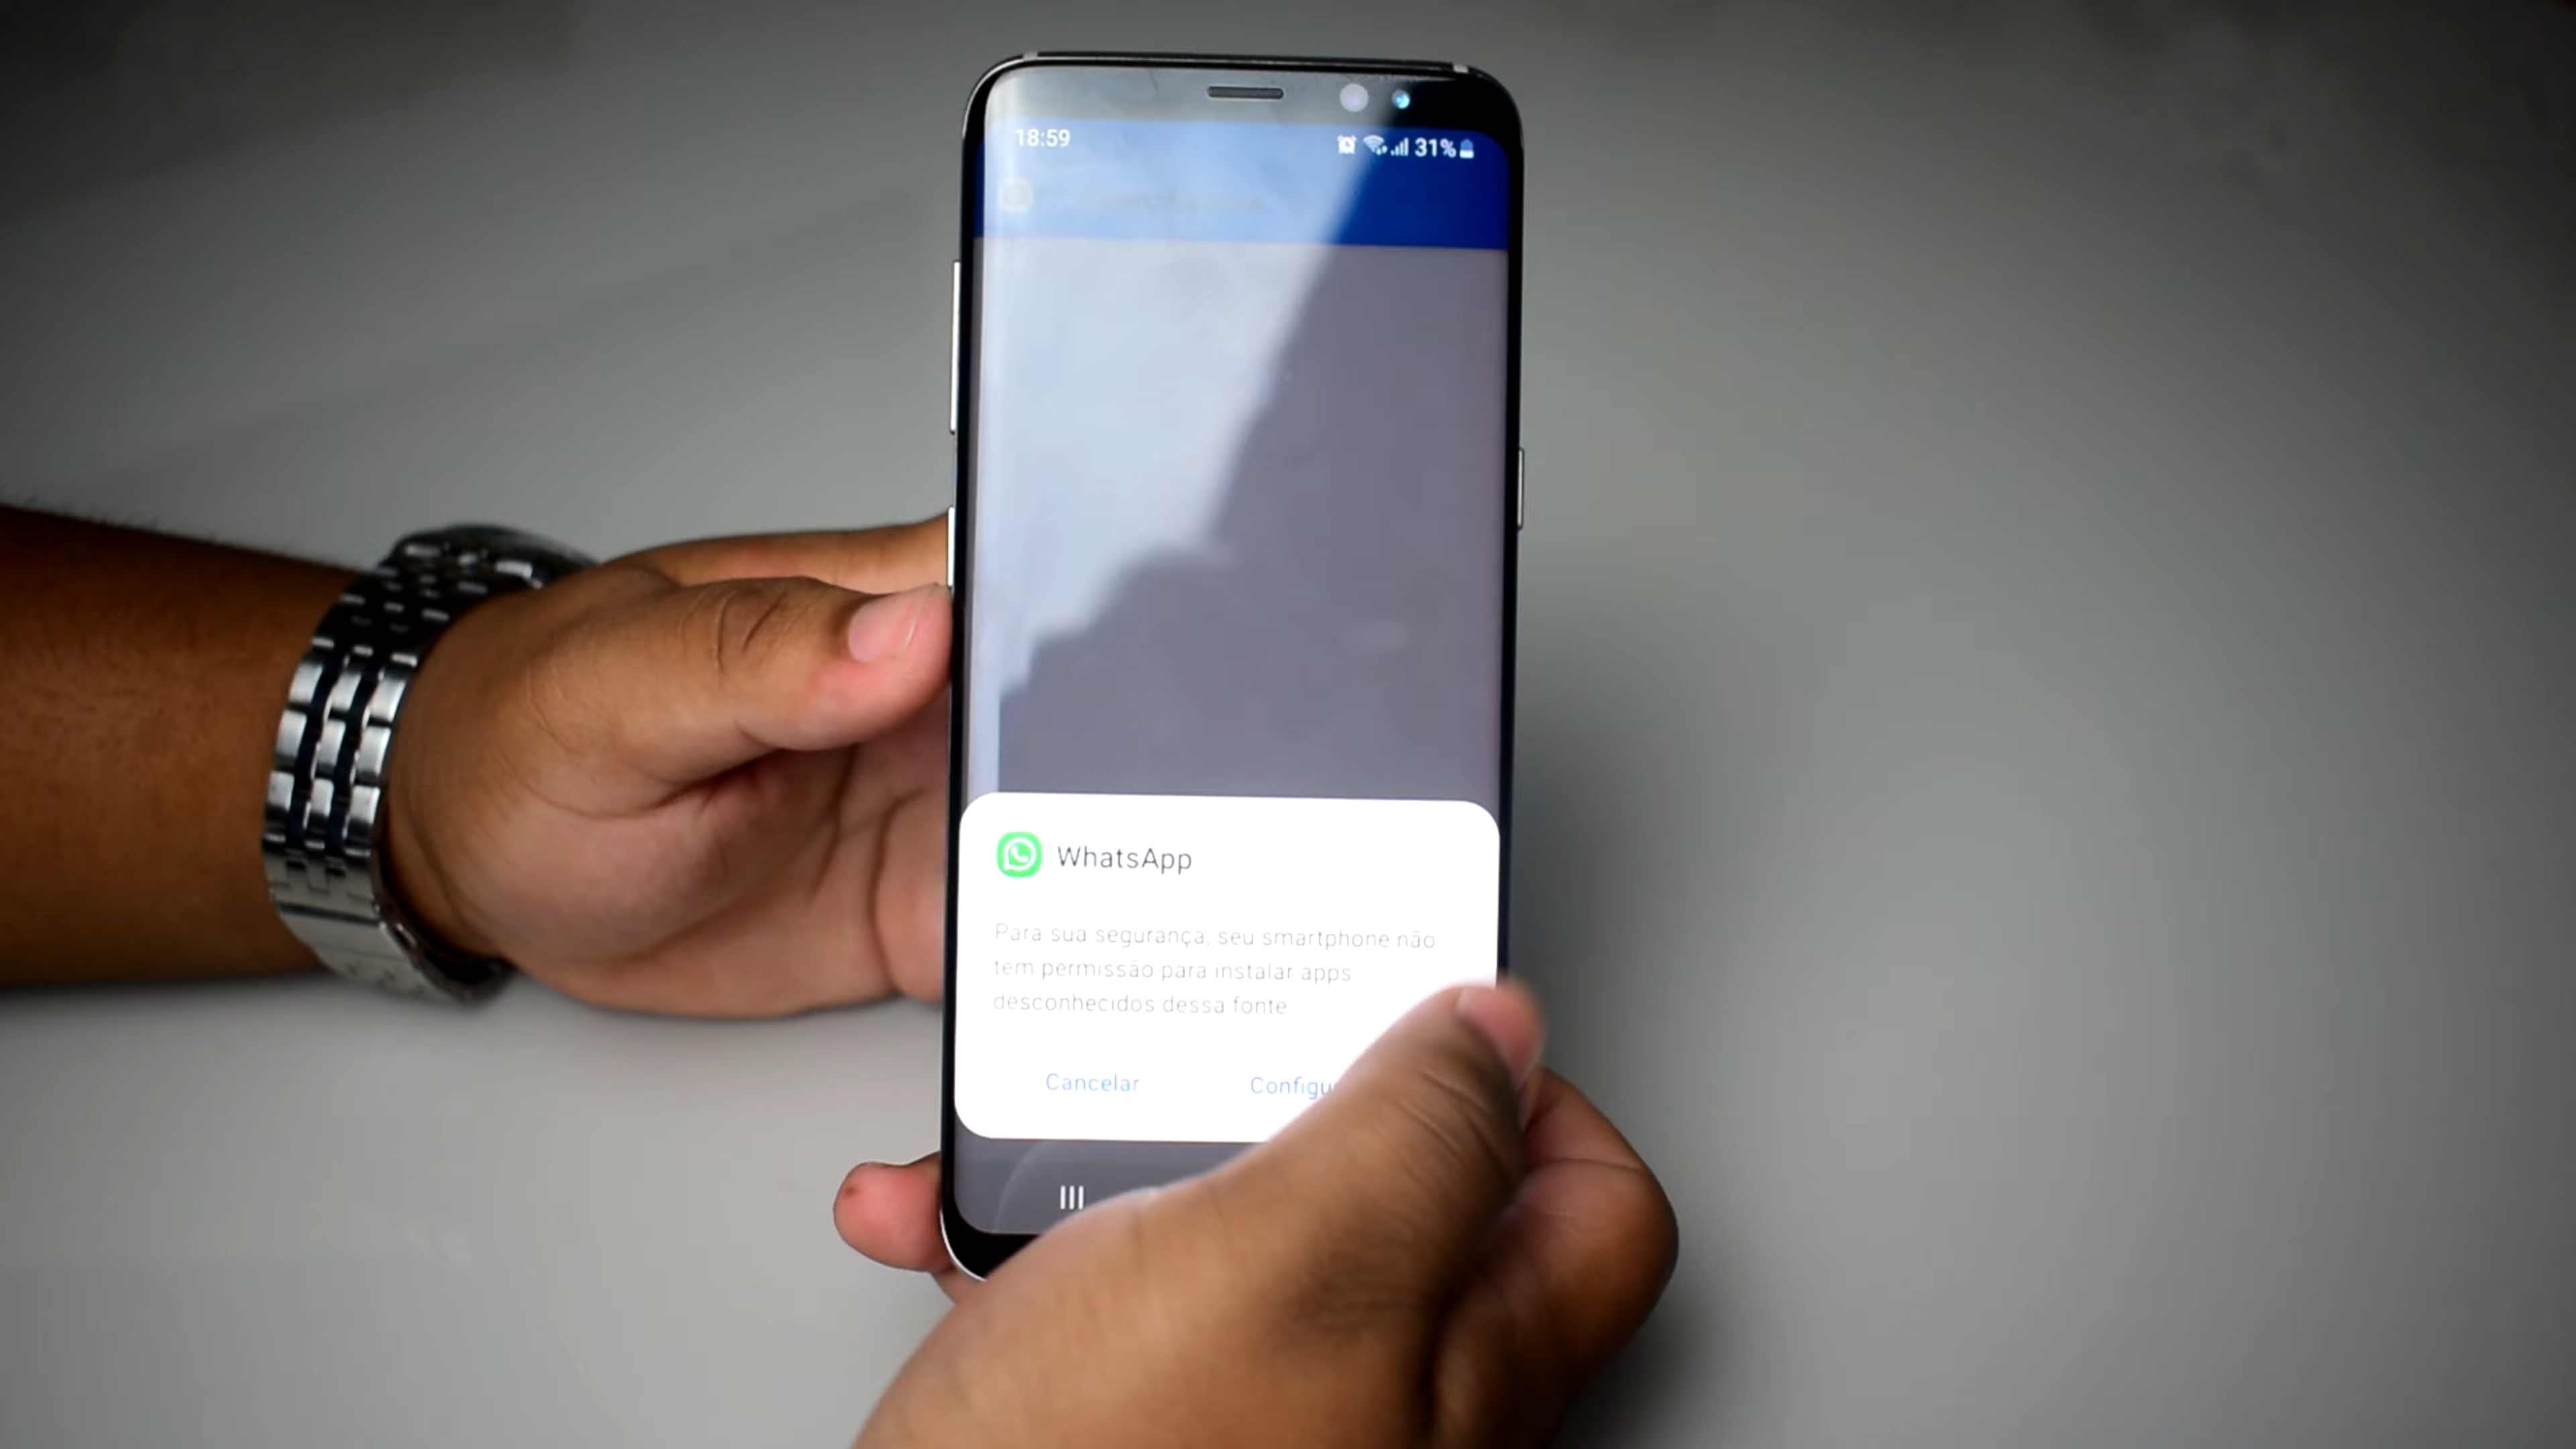 18:59
31%
WhatsApp
Para sua segurança, seu smartphone não
tem permissão para instalar apps
desconhecidos dessa fonte
Cancelar
Configu